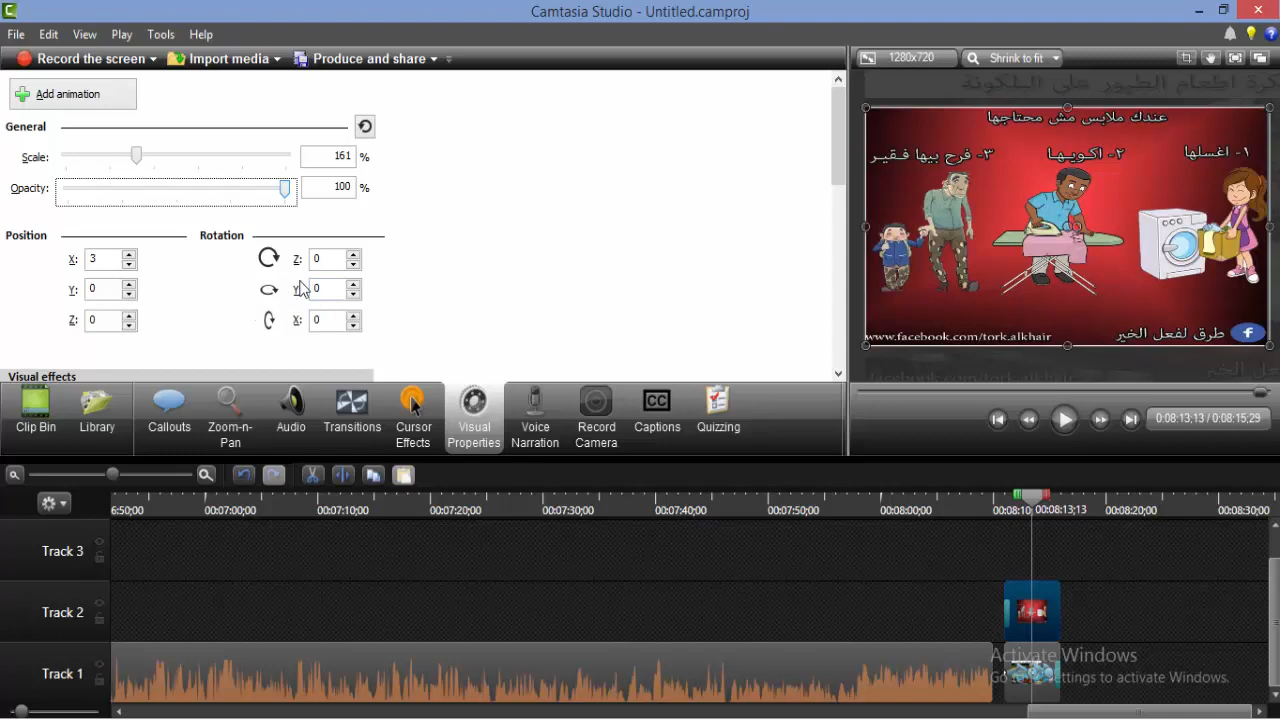 Camtasia Studio - Untitled.camproj
File Edit View Play Tools Help
Record the screen Import media Produce and share
1280x720 Shrink to fit
Add animation
General
Scale: 161 %
Opacity: 100 %
Position Rotation
X: 3 Z: 0
Y: 0 Y: 0
Z: 0 X: 0
Visual effects
كرة اطعام الطيور على البلكونة
عندك ملابس مش محتاجها
١- اغسلها ٢- اكويها ٣- فرح بيها فقير
www.facebook.com/tork.alkhair طرق لفعل الخير f
Clip Bin Library Callouts Zoom-n-Pan Audio Transitions Cursor Effects Visual Properties Voice Narration Record Camera Captions Quizzing
0:08:13;13 / 0:08:15;29
6:50;00 00:07:00;00 00:07:10;00 00:07:20;00 00:07:30;00 00:07:40;00 00:07:50;00 00:08:00;00 00:08:10; 00:08:13;13 00:08:20;00 00:08:30;00
Track 3
Track 2
Track 1
Activate Windows
Go to settings to activate Windows.